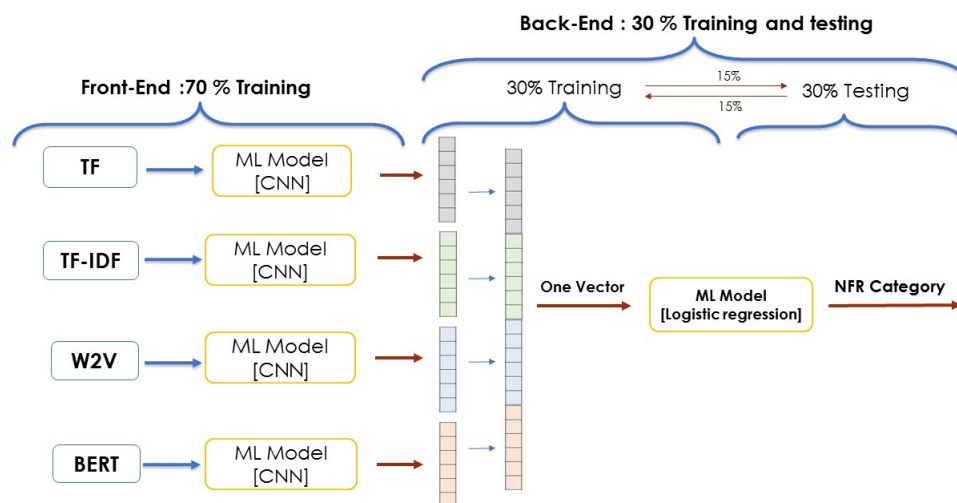 Back-End : 30 % Training and testing
Front-End :70 % Training
30% Training
15%
15%
30% Testing
TF
ML Model
[CNN]
TF-IDF
ML Model
[CNN]
One Vector
ML Model
[Logistic regression]
NFR Category
W2V
ML Model
[CNN]
BERT
ML Model
[CNN]